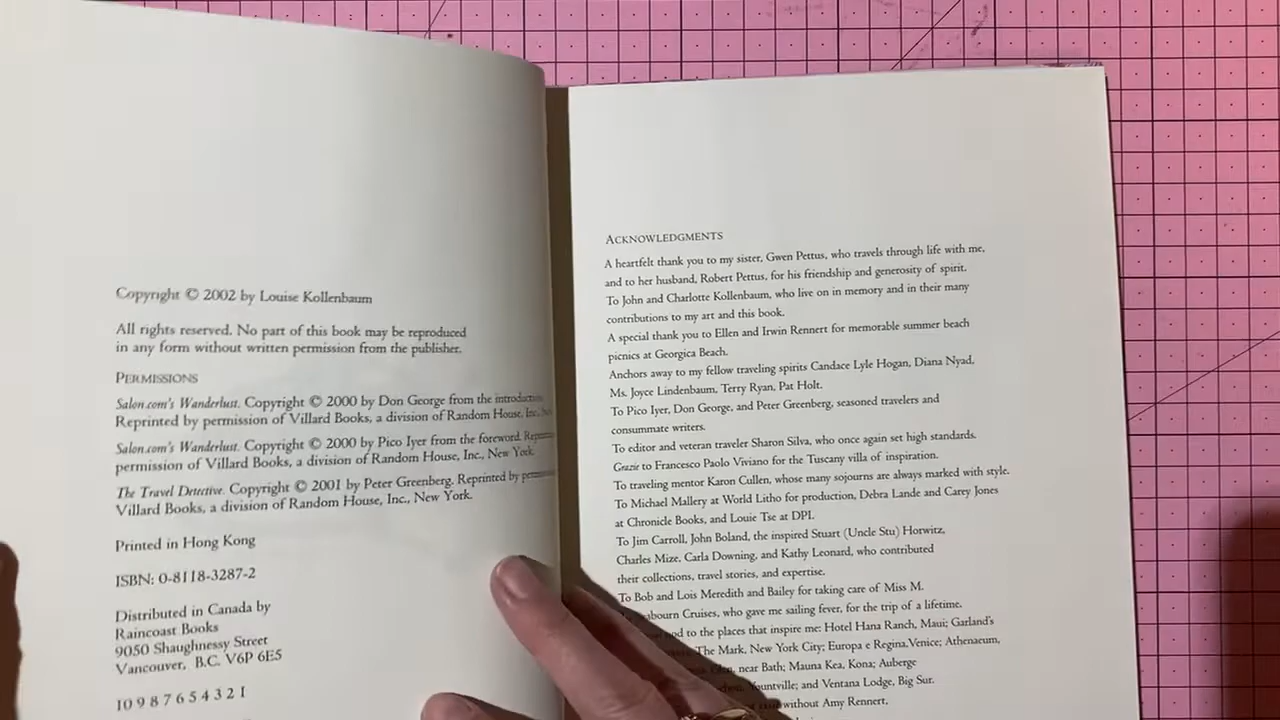 Copyright © 2002 by Louise Kollenbaum
All rights reserved. No part of this book may be reproduced
in any form without written permission from the publisher.
PERMISSIONS
Salon.com's Wanderlust. Copyright © 2000 by Don George from the introduction.
Reprinted by permission of Villard Books, a division of Random House, Inc.,
Salon.com's Wanderlust. Copyright © 2000 by Pico Iyer from the foreword.
permission of Villard Books, a division of Random House, Inc., New York.
The Travel Detective. Copyright © 2001 by Peter Greenberg. Reprinted by
Villard Books, a division of Random House, Inc., New York.
Printed in Hong Kong
ISBN: 0-8118-3287-2
Distributed in Canada by
Raincoast Books
9050 Shaughnessy Street
Vancouver, B.C. V6P 6E5
10 9 8 7 6 5 4 3 2 1
ACKNOWLEDGMENTS
A heartfelt thank you to my sister, Gwen Pettus, who travels through life with me,
and to her husband, Robert Pettus, for his friendship and generosity of spirit.
To John and Charlotte Kollenbaum, who live on in memory and in their many
contributions to my art and this book.
A special thank you to Ellen and Irwin Rennert for memorable summer beach
picnics at Georgica Beach.
Anchors away to my fellow traveling spirits Candace Lyle Hogan, Diana Nyad,
Ms. Joyce Lindenbaum, Terry Ryan, Pat Holt.
To Pico Iyer, Don George, and Peter Greenberg, seasoned travelers and
consummate writers.
To editor and veteran traveler Sharon Silva, who once again set high standards.
Grazie to Francesco Paolo Viviano for the Tuscany villa of inspiration.
To traveling mentor Karon Cullen, whose many sojourns are always marked with style.
To Michael Mallery at World Litho for production, Debra Lande and Carey Jones
at Chronicle Books, and Louie Tse at DPI.
To Jim Carroll, John Boland, the inspired Stuart (Uncle Stu) Horwitz,
Charles Mize, Carla Downing, and Kathy Leonard, who contributed
their collections, travel stories, and expertise.
To Bob and Lois Meredith and Bailey for taking care of Miss M.
Cruises, who gave me sailing fever, for the trip of a lifetime.
to the places that inspire me: Hotel Hana Ranch, Maui; Garland's
The Mark, New York City; Europa e Regina, Venice; Athenaeum,
near Bath; Mauna Kea, Kona; Auberge
Yountville; and Ventana Lodge, Big Sur.
without Amy Rennert,